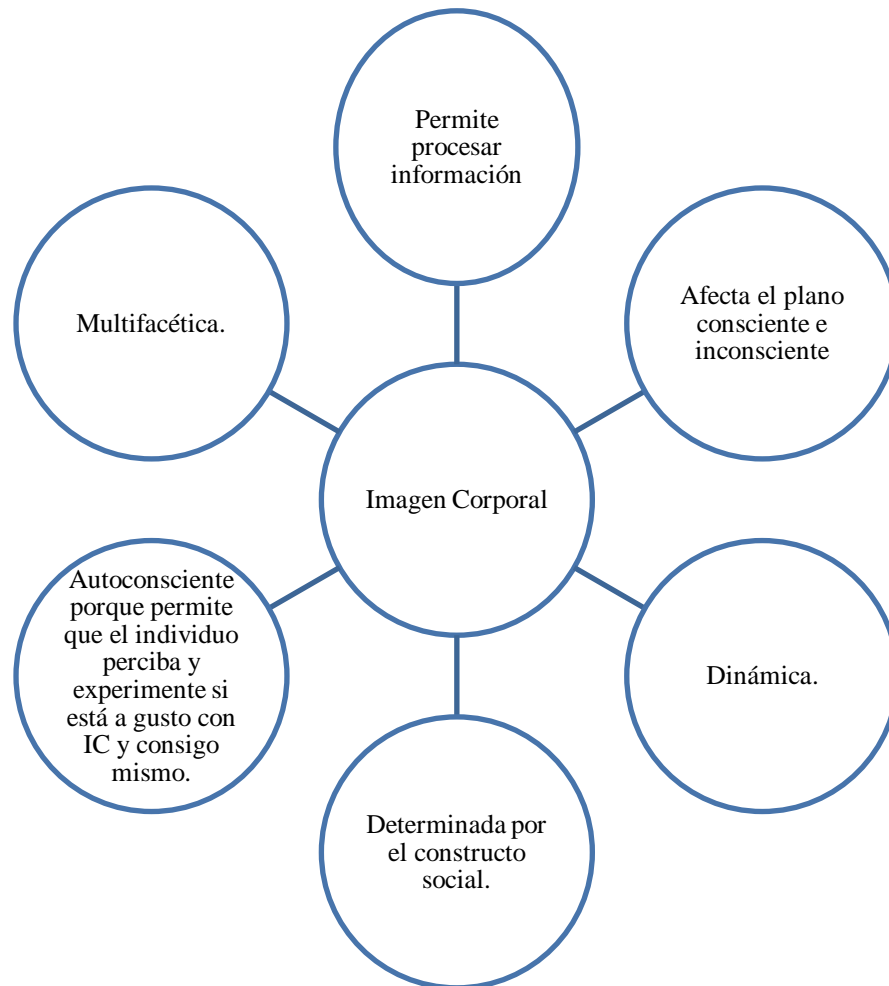 Permite
procesar
información
Afecta el plano
consciente e
inconsciente
Dinámica.
Determinada por
el constructo
social.
Autoconsciente
porque permite
que el individuo
perciba y
experimente si
está a gusto con
IC y consigo
mismo.
Multifacética.
Imagen Corporal